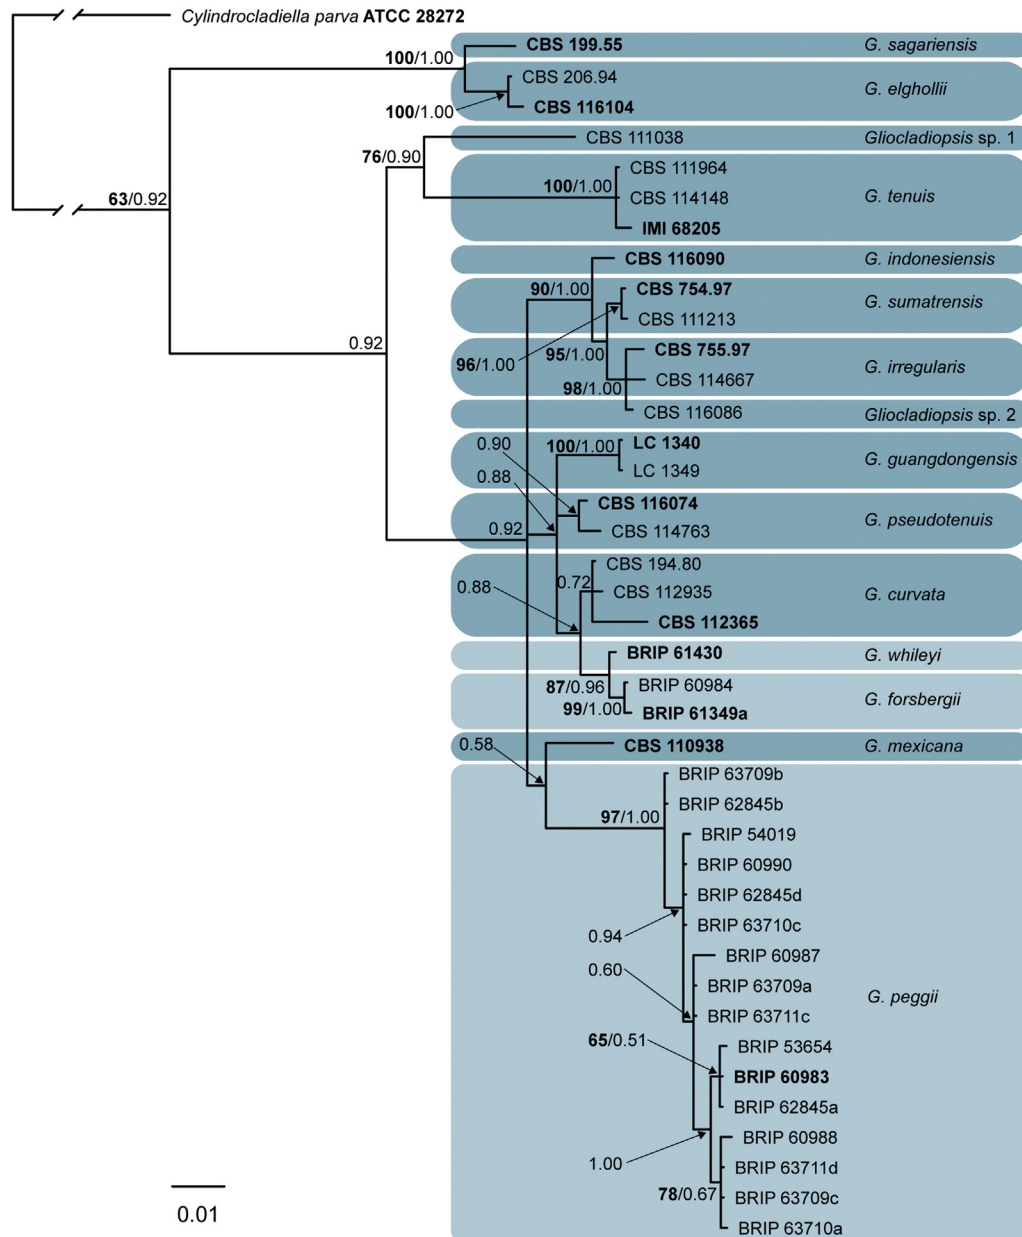 Cylindrocladiella parva ATCC 28272
CBS 199.55 G. sagariensis
100/1.00
CBS 206.94
G. elghollii
CBS 116104
100/1.00
CBS 111038 Gliocladiopsis sp. 1
76/0.90
CBS 111964
100/1.00
CBS 114148 G. tenuis
63/0.92
IMI 68205
CBS 116090 G. indonesiensis
90/1.00
CBS 754.97
G. sumatrensis
CBS 111213
0.92
95/1.00
96/1.00
CBS 755.97
CBS 114667 G. irregularis
98/1.00
CBS 116086 Gliocladiopsis sp. 2
0.90
100/1.00
LC 1340
G. guangdongensis
LC 1349
0.88
CBS 116074
G. pseudotenuis
0.92
CBS 114763
CBS 194.80
0.72
0.88
CBS 112935 G. curvata
CBS 112365
BRIP 61430 G. whileyi
87/0.96
BRIP 60984
G. forsbergii
99/1.00
BRIP 61349a
0.58
CBS 110938 G. mexicana
BRIP 63709b
BRIP 62845b
97/1.00
BRIP 54019
BRIP 60990
BRIP 62845d
BRIP 63710c
0.94
BRIP 60987
0.60
BRIP 63709a
G. peggii
BRIP 63711c
65/0.51
BRIP 53654
BRIP 60983
BRIP 62845a
BRIP 60988
1.00
BRIP 63711d
78/0.67
BRIP 63709c
BRIP 63710a
0.01